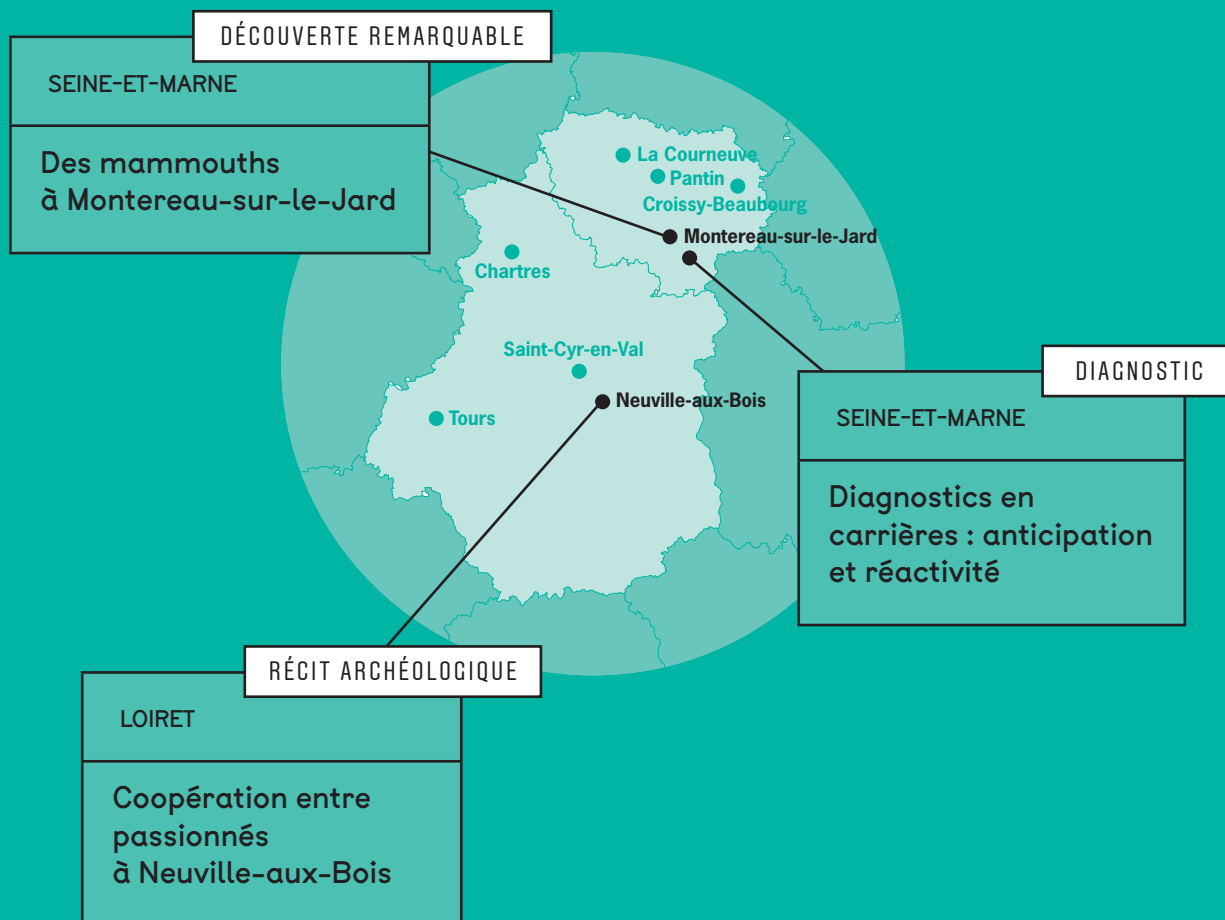 DÉCOUVERTE REMARQUABLE
SEINE-ET-MARNE
Des mammouths
à Montereau-sur-le-Jard
La Courneuve
Pantin
Croissy-Beaubourg
Montereau-sur-le-Jard
Chartres
Saint-Cyr-en-Val
Neuville-aux-Bois
Tours
DIAGNOSTIC
SEINE-ET-MARNE
Diagnostics en
carrières : anticipation
et réactivité
RÉCIT ARCHÉOLOGIQUE
LOIRET
Coopération entre
passionnés
à Neuville-aux-Bois